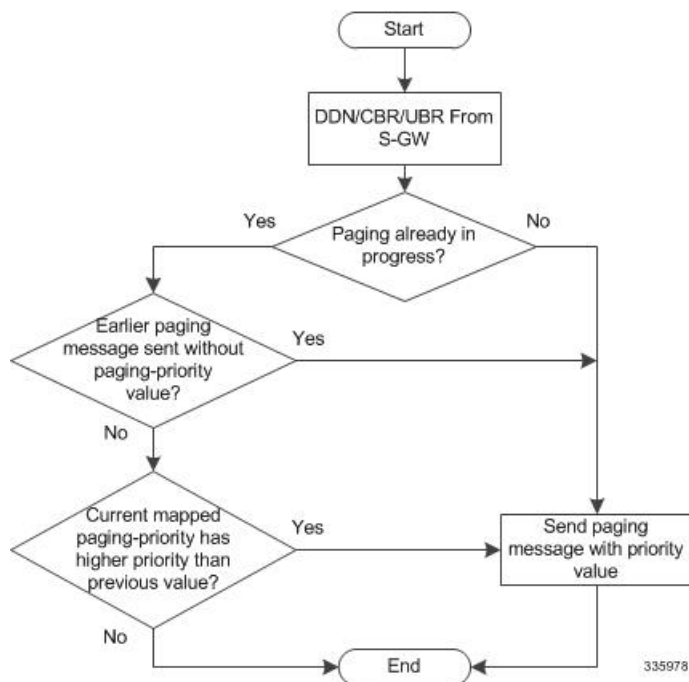 Start
DDN/CBR/UBR From
S-GW
Yes
No
Paging already in
progress?
Earlier paging
message sent without
paging-priority
value?
Yes
No
Current mapped
paging-priority has
higher priority than
previous value?
Yes
Send paging
message with priority
value
No
End
335978